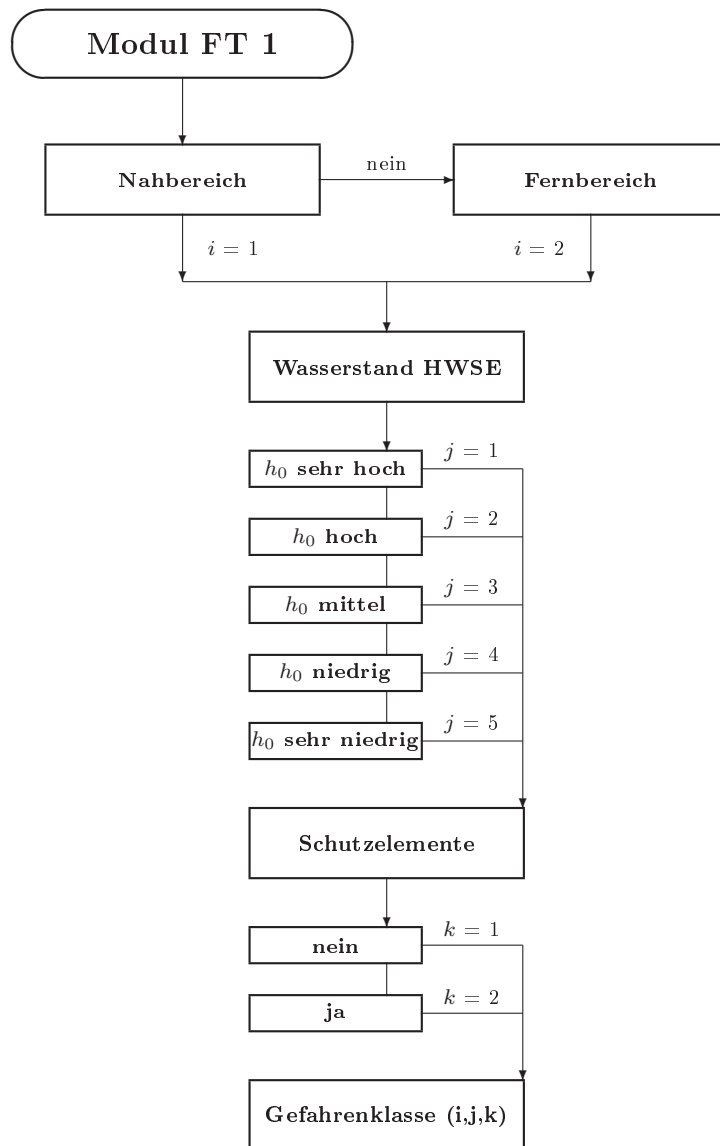 Modul FT 1
Nahbereich
nein
Fernbereich
i = 1
i = 2
Wasserstand HWSE
h₀ sehr hoch
j = 1
h₀ hoch
j = 2
h₀ mittel
j = 3
h₀ niedrig
j = 4
h₀ sehr niedrig
j = 5
Schutzelemente
nein
k = 1
ja
k = 2
Gefahrenklasse (i,j,k)